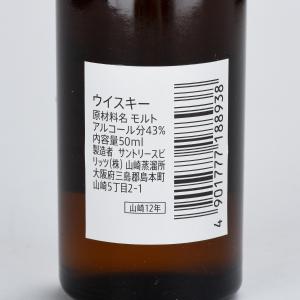 ウイスキー
原材料名 モルト
アルコール分43%
内容量50ml
製造者 サントリースピ
リッツ(株) 山崎蒸溜所
大阪府三島郡島本町
山崎5丁目2-1
山崎12年
4 901777 188938